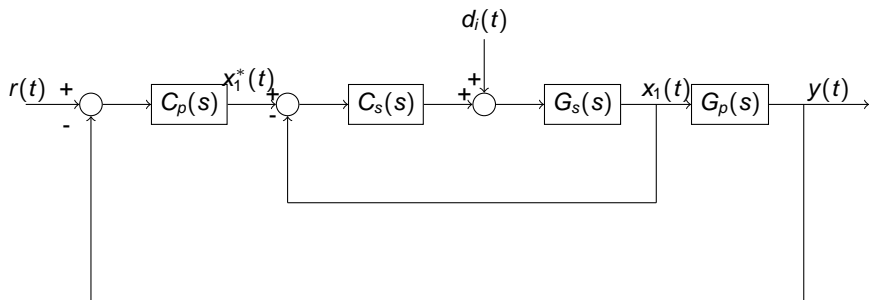 d_i(t)
r(t) + - C_p(s) x_1^*(t) + - C_s(s) + + G_s(s) x_1(t) G_p(s) y(t)